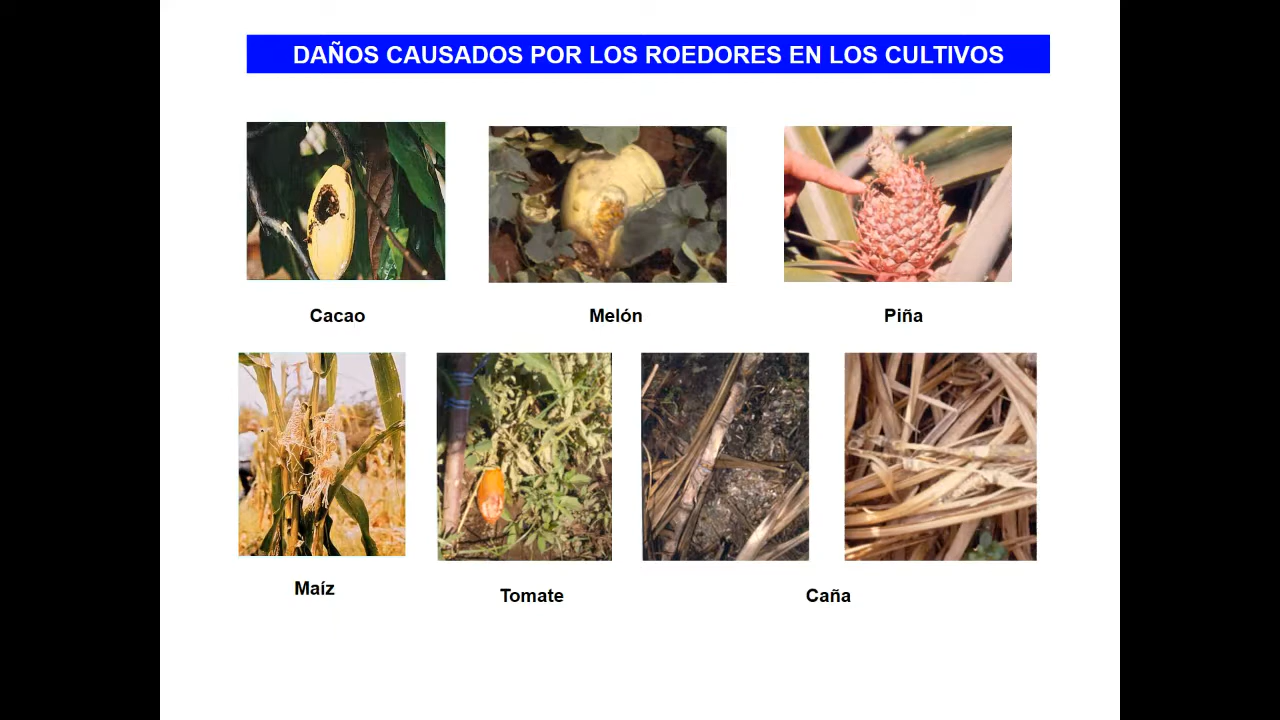 DAÑOS CAUSADOS POR LOS ROEDORES EN LOS CULTIVOS
Cacao
Melón
Piña
Maíz
Tomate
Caña